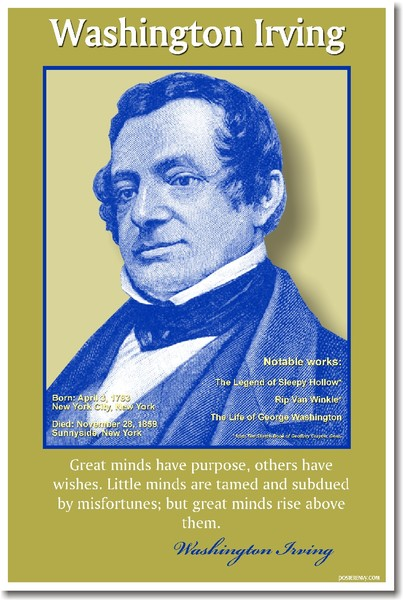 Washington Irving
Notable works:
The Legend of Sleepy Hollow*
Rip Van Winkle*
The Life of George Washington
* from The Sketch Book of Geoffrey Crayon, Gent.
Born: April 3, 1783
New York City, New York
Died: November 28, 1859
Sunnyside, New York
Great minds have purpose, others have
wishes. Little minds are tamed and subdued
by misfortunes; but great minds rise above
them.
Washington Irving